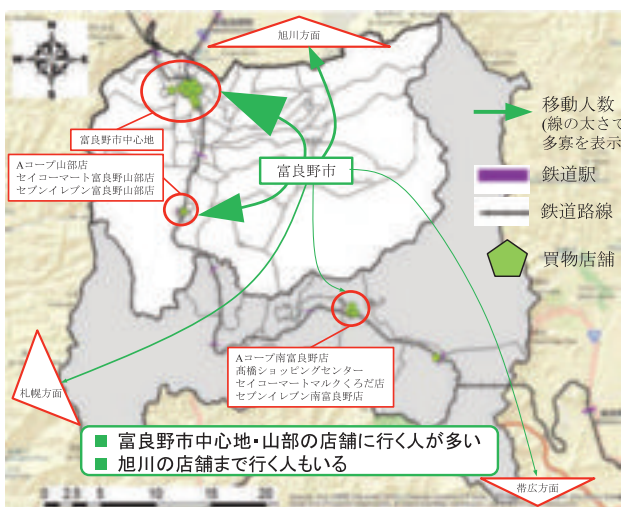 旭川方面
富良野市中心地
Aコープ山部店
セイコーマート富良野山部店
セブンイレブン富良野山部店
富良野市
移動人数
(線の太さで
多寡を表示
鉄道駅
鉄道路線
買物店舗
Aコープ南富良野店
髙橋ショッピングセンター
セイコーマートマルクくろだ店
セブンイレブン南富良野店
札幌方面
富良野市中心地・山部の店舗に行く人が多い
旭川の店舗まで行く人もいる
帯広方面
0 2.5 5 10 15 20